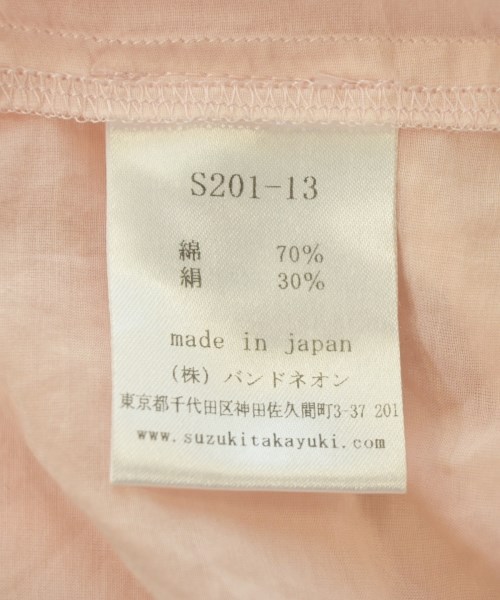 S201-13
綿 70%
絹 30%
made in japan
(株) バンドネオン
東京都千代田区神田佐久間町3-37 201
www.suzukitakayuki.com